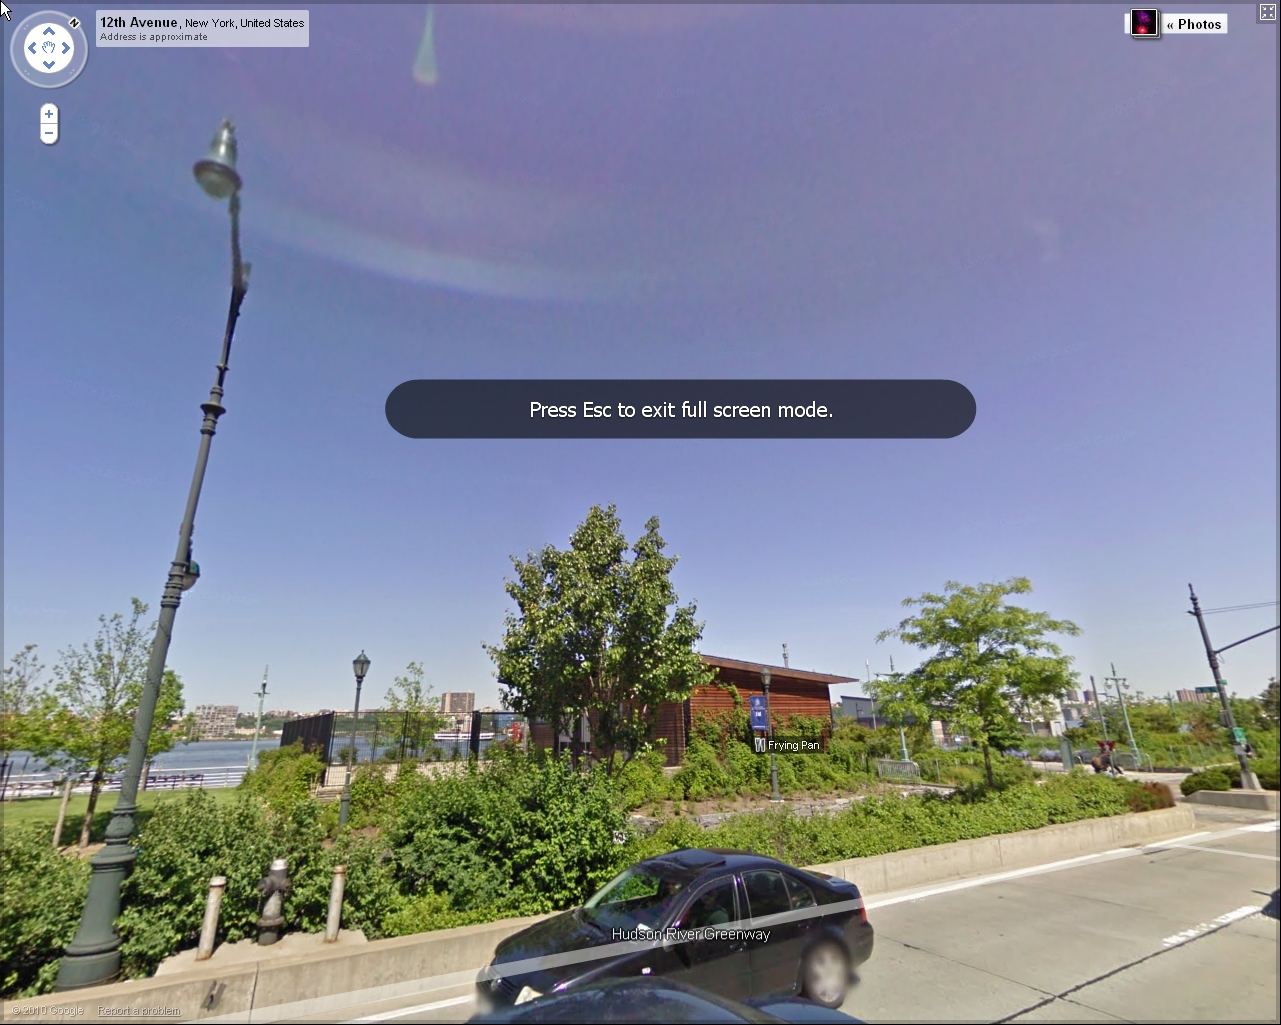 N
12th Avenue, New York, United States
Address is approximate
« Photos
+
−
Press Esc to exit full screen mode.
Frying Pan
Hudson River Greenway
© 2010 Google Report a problem